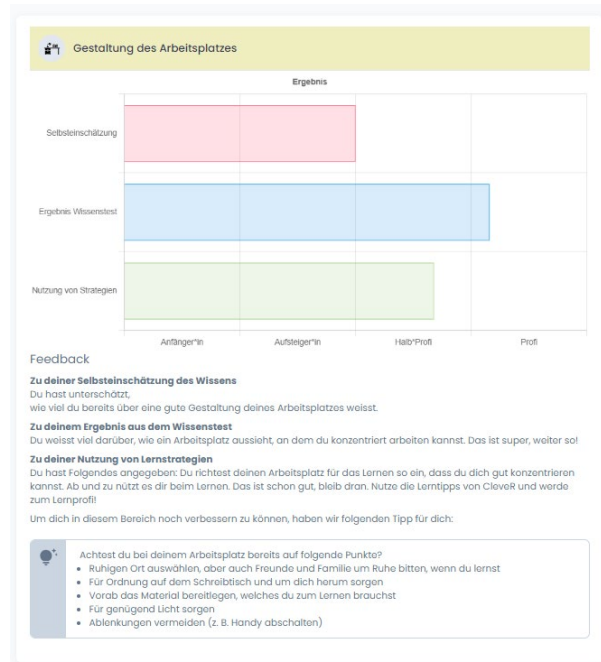 Gestaltung des Arbeitsplatzes
Ergebnis
Selbsteinschätzung
Ergebnis Wissenstest
Nutzung von Strategien
Anfänger*in Aufsteiger*in Halb*Profi Profi
Feedback
Zu deiner Selbsteinschätzung des Wissens
Du hast unterschätzt,
wie viel du bereits über eine gute Gestaltung deines Arbeitsplatzes weisst.
Zu deinem Ergebnis aus dem Wissenstest
Du weisst viel darüber, wie ein Arbeitsplatz aussieht, an dem du konzentriert arbeiten kannst. Das ist super, weiter so!
Zu deiner Nutzung von Lernstrategien
Du hast Folgendes angegeben: Du richtest deinen Arbeitsplatz für das Lernen so ein, dass du dich gut konzentrieren
kannst. Ab und zu nützt es dir beim Lernen. Das ist schon gut, bleib dran. Nutze die Lerntipps von CleveR und werde
zum Lernprofi!
Um dich in diesem Bereich noch verbessern zu können, haben wir folgenden Tipp für dich:
Achtest du bei deinem Arbeitsplatz bereits auf folgende Punkte?
• Ruhigen Ort auswählen, aber auch Freunde und Familie um Ruhe bitten, wenn du lernst
• Für Ordnung auf dem Schreibtisch und um dich herum sorgen
• Vorab das Material bereitlegen, welches du zum Lernen brauchst
• Für genügend Licht sorgen
• Ablenkungen vermeiden (z. B. Handy abschalten)